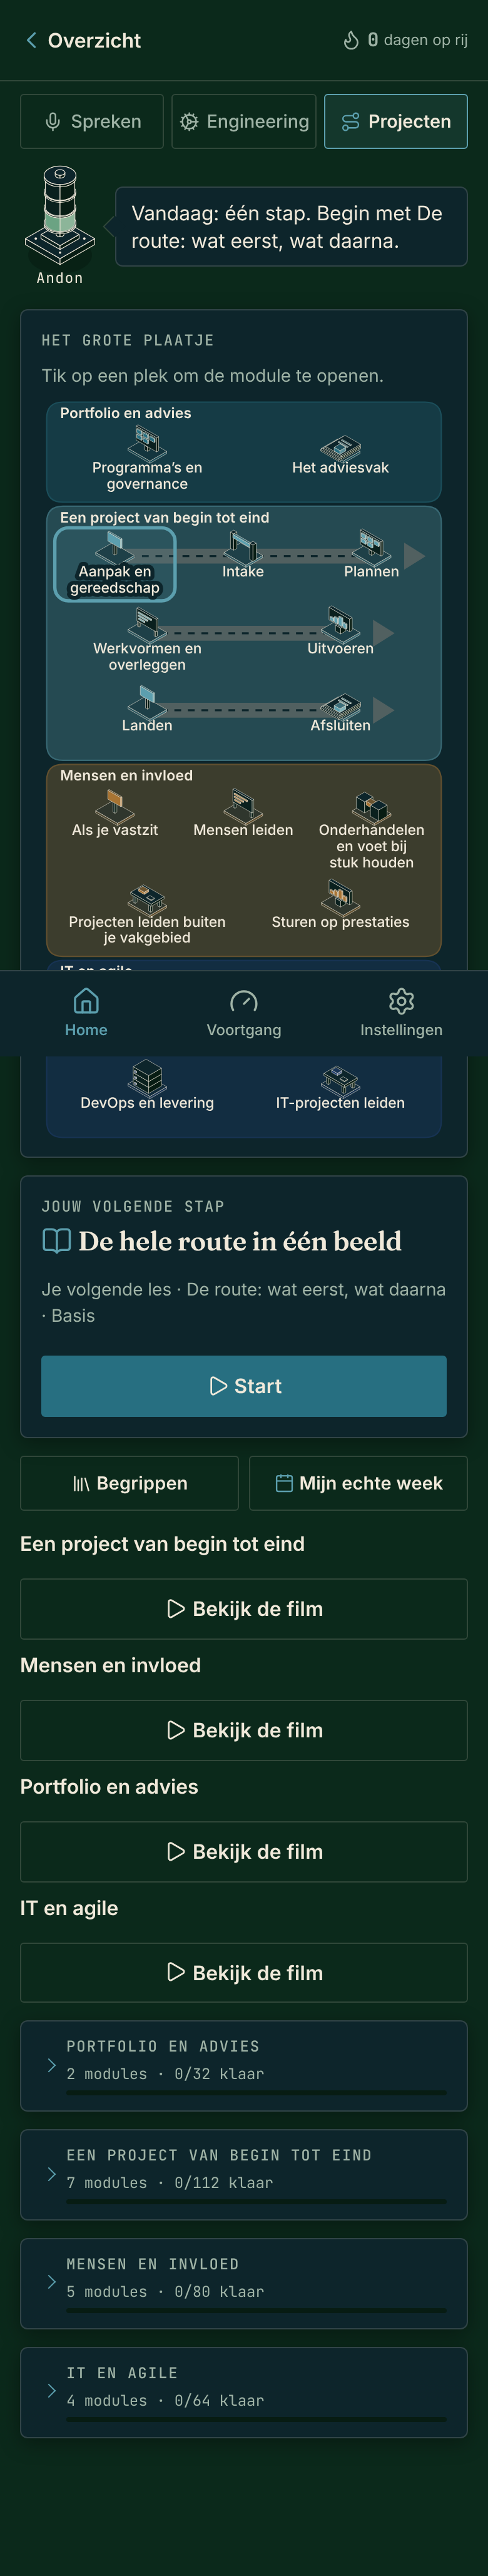 Overzicht
0 dagen op rij
Spreken
Engineering
Projecten
Vandaag: één stap. Begin met De
route: wat eerst, wat daarna.
Andon
HET GROTE PLAATJE
Tik op een plek om de module te openen.
Portfolio en advies
Programma's en
governance
Het adviesvak
Een project van begin tot eind
Aanpak en
gereedschap
Intake
Plannen
Werkvormen en
overleggen
Uitvoeren
Landen
Afsluiten
Mensen en invloed
Als je vastzit
Mensen leiden
Onderhandelen
en voet bij
stuk houden
Projecten leiden buiten
je vakgebied
Sturen op prestaties
IT en agile
Home
Voortgang
Instellingen
DevOps en levering
IT-projecten leiden
JOUW VOLGENDE STAP
De hele route in één beeld
Je volgende les · De route: wat eerst, wat daarna
· Basis
Start
Begrippen
Mijn echte week
Een project van begin tot eind
Bekijk de film
Mensen en invloed
Bekijk de film
Portfolio en advies
Bekijk de film
IT en agile
Bekijk de film
PORTFOLIO EN ADVIES
2 modules · 0/32 klaar
EEN PROJECT VAN BEGIN TOT EIND
7 modules · 0/112 klaar
MENSEN EN INVLOED
5 modules · 0/80 klaar
IT EN AGILE
4 modules · 0/64 klaar